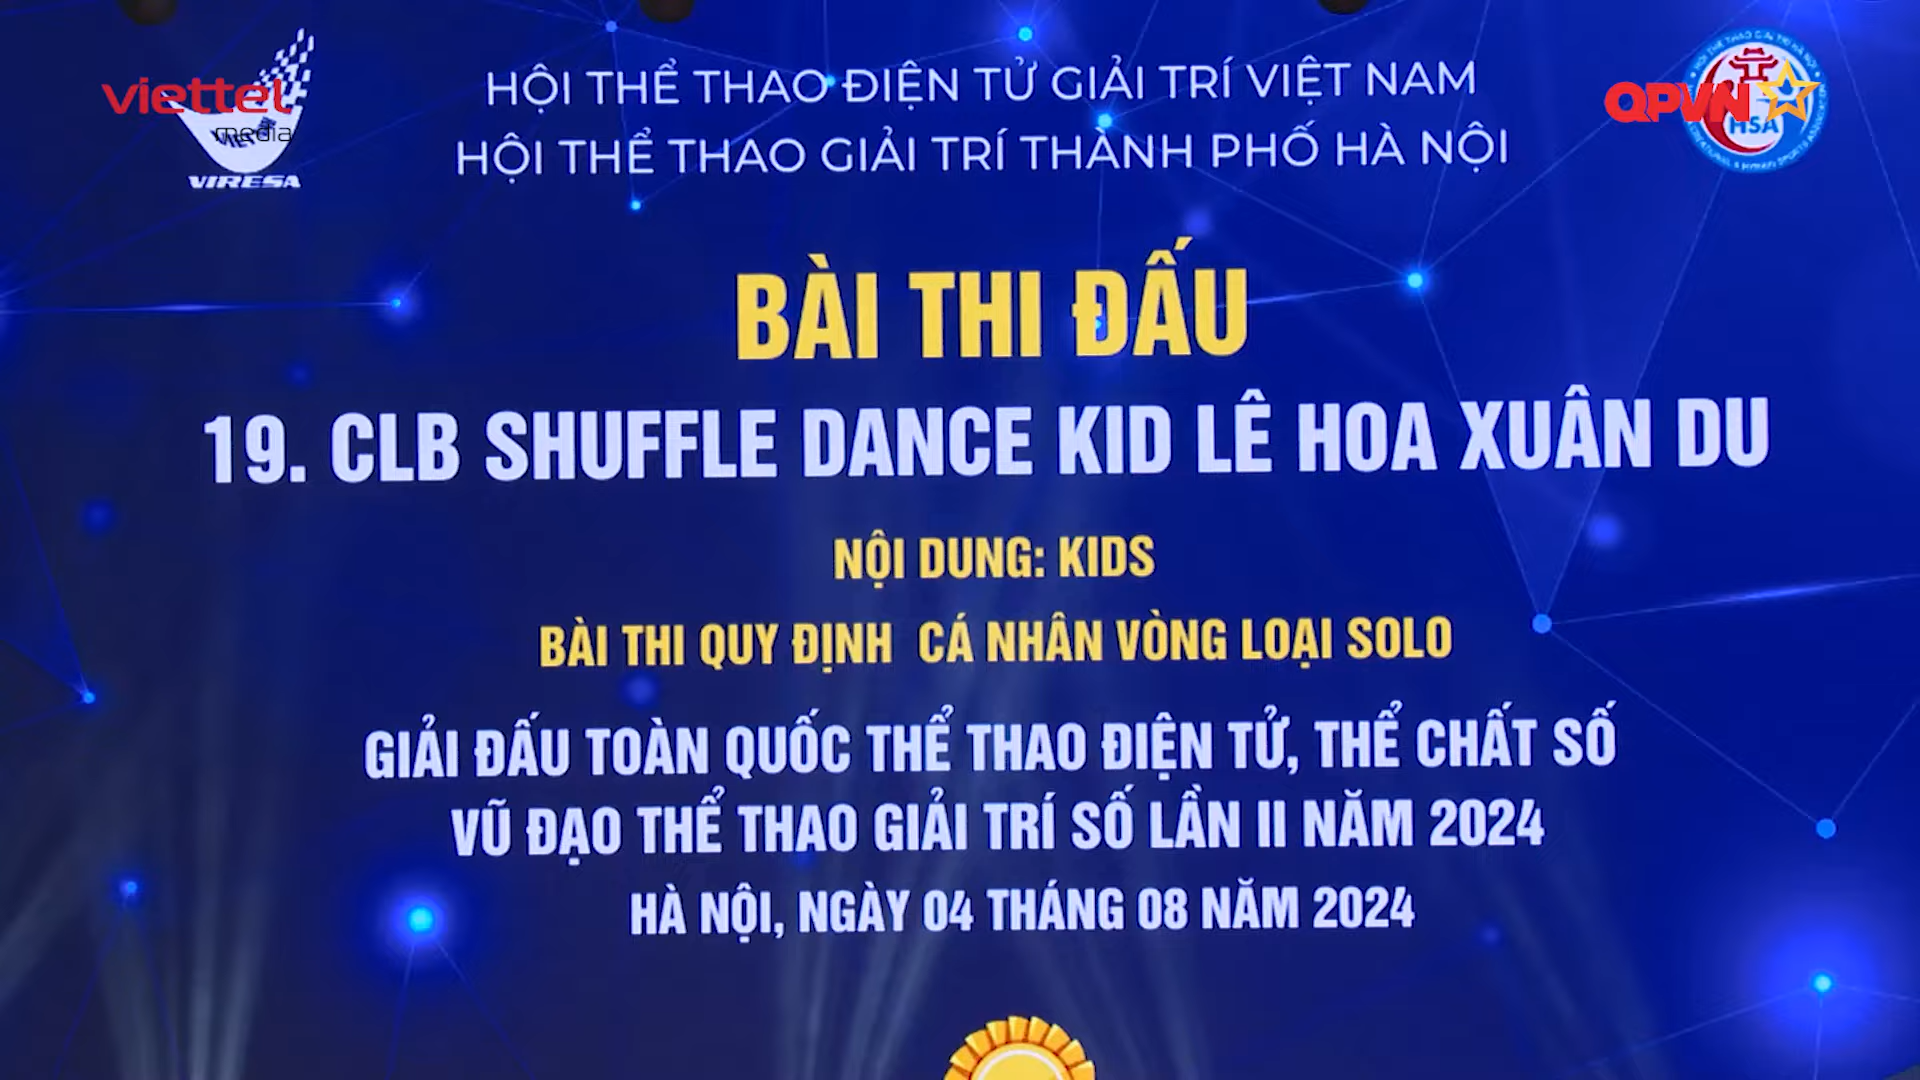 viettel
media
VIRESA
HỘI THỂ THAO ĐIỆN TỬ GIẢI TRÍ VIỆT NAM
HỘI THỂ THAO GIẢI TRÍ THÀNH PHỐ HÀ NỘI
QPVN
HSA
BÀI THI ĐẤU
19. CLB SHUFFLE DANCE KID LÊ HOA XUÂN DU
NỘI DUNG: KIDS
BÀI THI QUY ĐỊNH CÁ NHÂN VÒNG LOẠI SOLO
GIẢI ĐẤU TOÀN QUỐC THỂ THAO ĐIỆN TỬ, THỂ CHẤT SỐ
VŨ ĐẠO THỂ THAO GIẢI TRÍ SỐ LẦN II NĂM 2024
HÀ NỘI, NGÀY 04 THÁNG 08 NĂM 2024